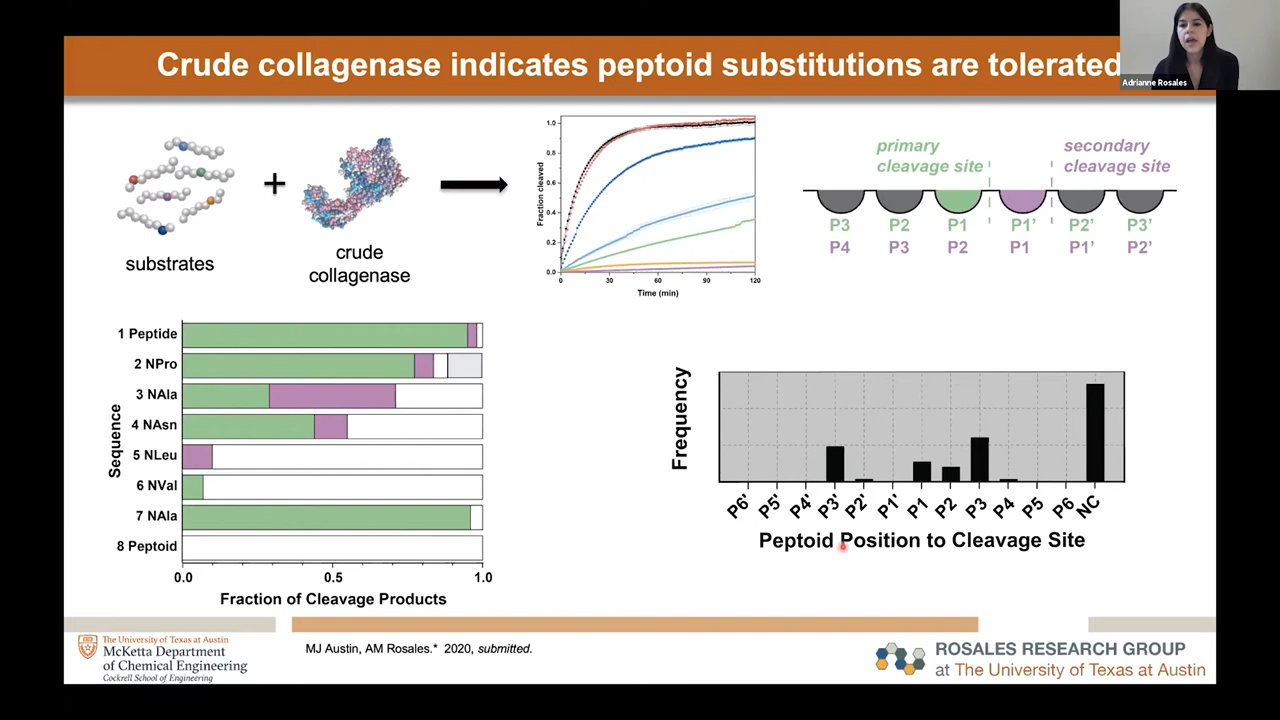 Crude collagenase indicates peptoid substitutions are tolerated
Adrianne Rosales
substrates
+
crude
collagenase
Fraction cleaved
1.0
0.8
0.6
0.4
0.2
0.0
0
30
60
90
120
Time (min)
primary
cleavage site
secondary
cleavage site
P3 P2 P1 P1' P2' P3'
P4 P3 P2 P1 P1' P2'
Sequence
1 Peptide
2 NPro
3 NAla
4 NAsn
5 NLeu
6 NVal
7 NAla
8 Peptoid
0.0 0.5 1.0
Fraction of Cleavage Products
Frequency
P6' P5' P4' P3' P2' P1' P1 P2 P3 P4 P5 P6 NC
Peptoid Position to Cleavage Site
The University of Texas at Austin
McKetta Department
of Chemical Engineering
Cockrell School of Engineering
MJ Austin, AM Rosales.* 2020, submitted.
ROSALES RESEARCH GROUP
at The University of Texas at Austin